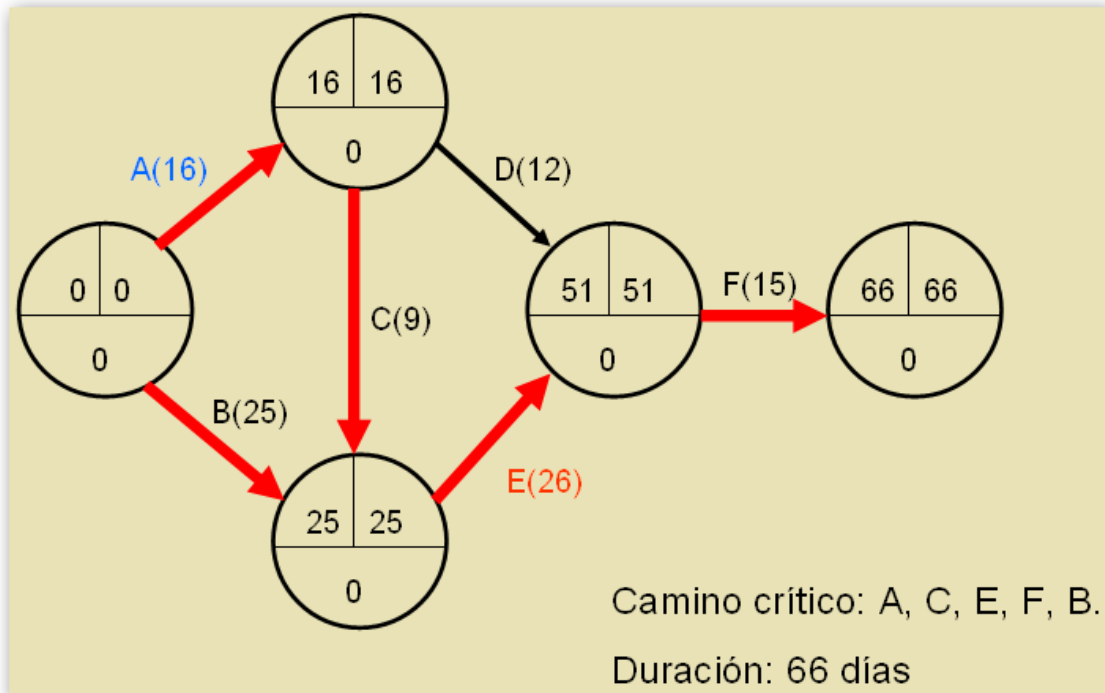 16 16
0
A(16)
D(12)
0 0
0
C(9)
51 51
0
F(15)
66 66
0
B(25)
E(26)
25 25
0
Camino crítico: A, C, E, F, B.
Duración: 66 días